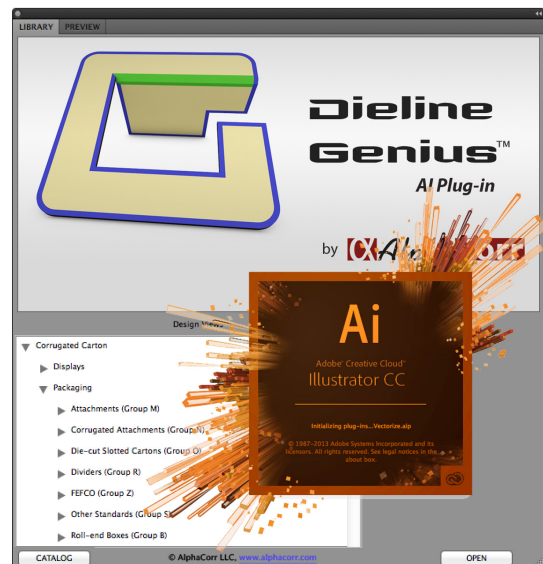 LIBRARY PREVIEW
Dieline
Genius™
AI Plug-in
by
Design Views
Corrugated Carton
Displays
Packaging
Attachments (Group M)
Corrugated Attachments (Group N)
Die-cut Slotted Cartons (Group O)
Dividers (Group R)
FEFCO (Group Z)
Other Standards (Group S)
Roll-end Boxes (Group B)
Ai
Adobe® Creative Cloud™
Illustrator CC
Initializing plug-ins...Vectorize.aip
© 1987-2013 Adobe Systems Incorporated and its
licensors. All rights reserved. See legal notices in the
about box.
CATALOG © AlphaCorr LLC, www.alphacorr.com OPEN